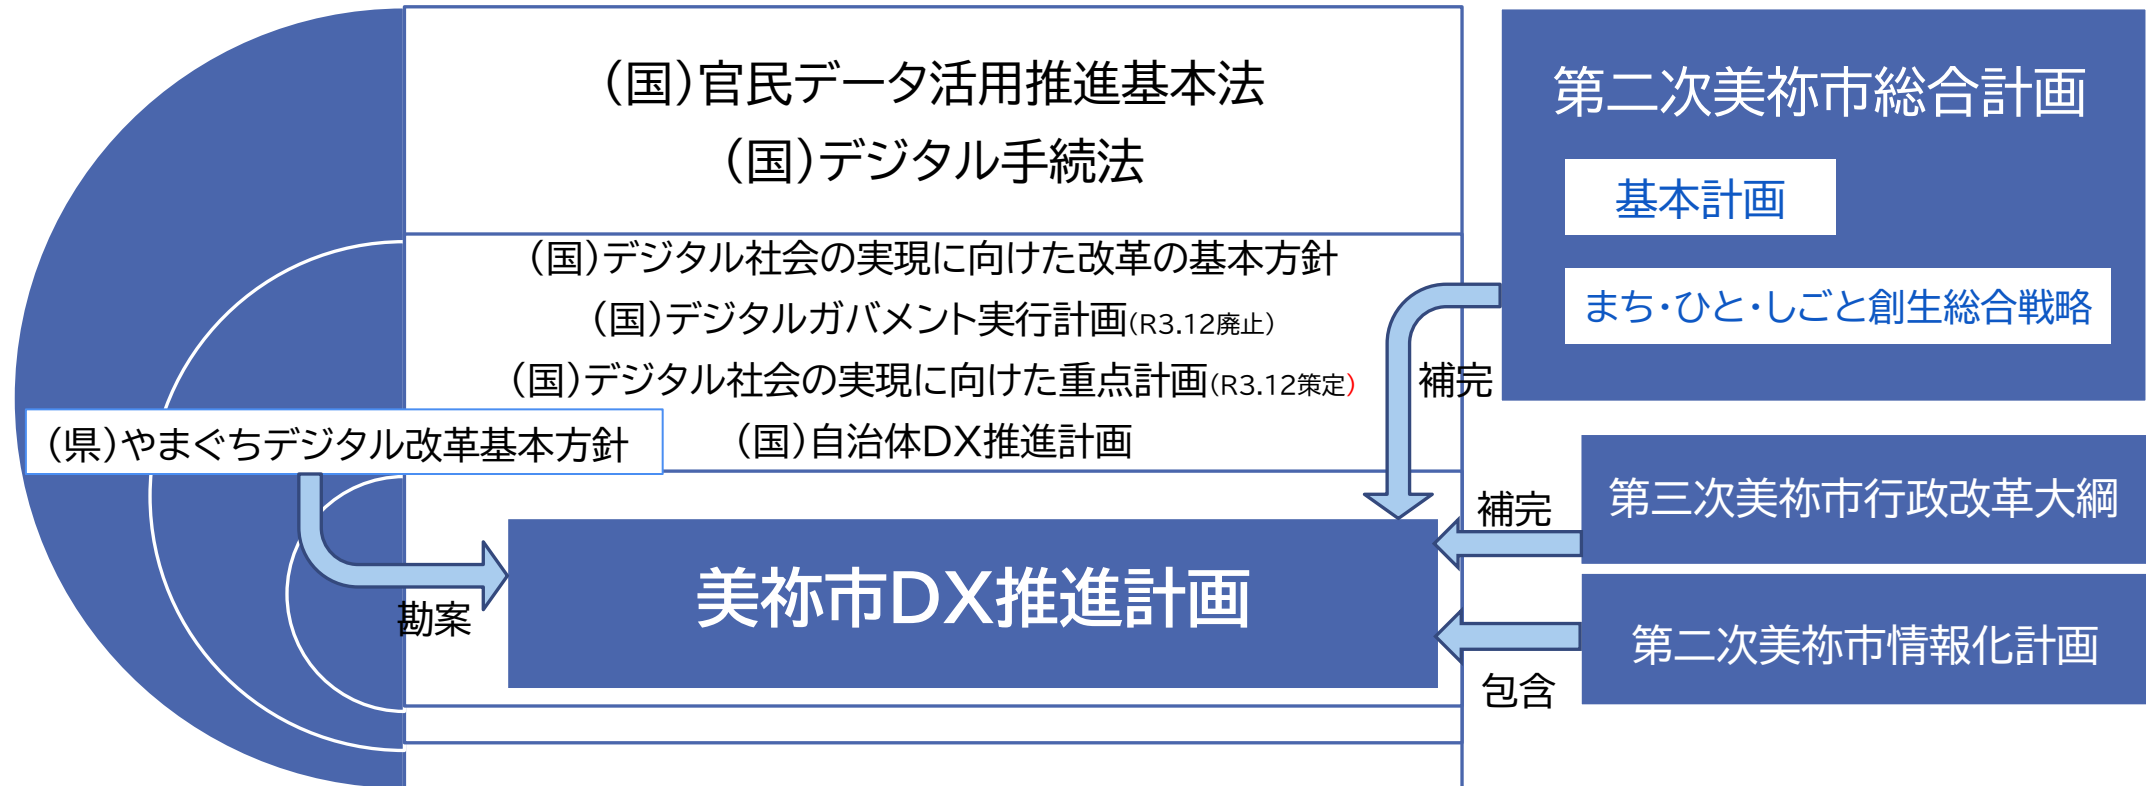 （国）官民データ活用推進基本法
（国）デジタル手続法
（国）デジタル社会の実現に向けた改革の基本方針
（国）デジタルガバメント実行計画（R3.12廃止）
（国）デジタル社会の実現に向けた重点計画（R3.12策定）
（国）自治体DX推進計画
（県）やまぐちデジタル改革基本方針
勘案
美祢市DX推進計画
第二次美祢市総合計画
基本計画
まち・ひと・しごと創生総合戦略
補完
第三次美祢市行政改革大綱
補完
第二次美祢市情報化計画
包含